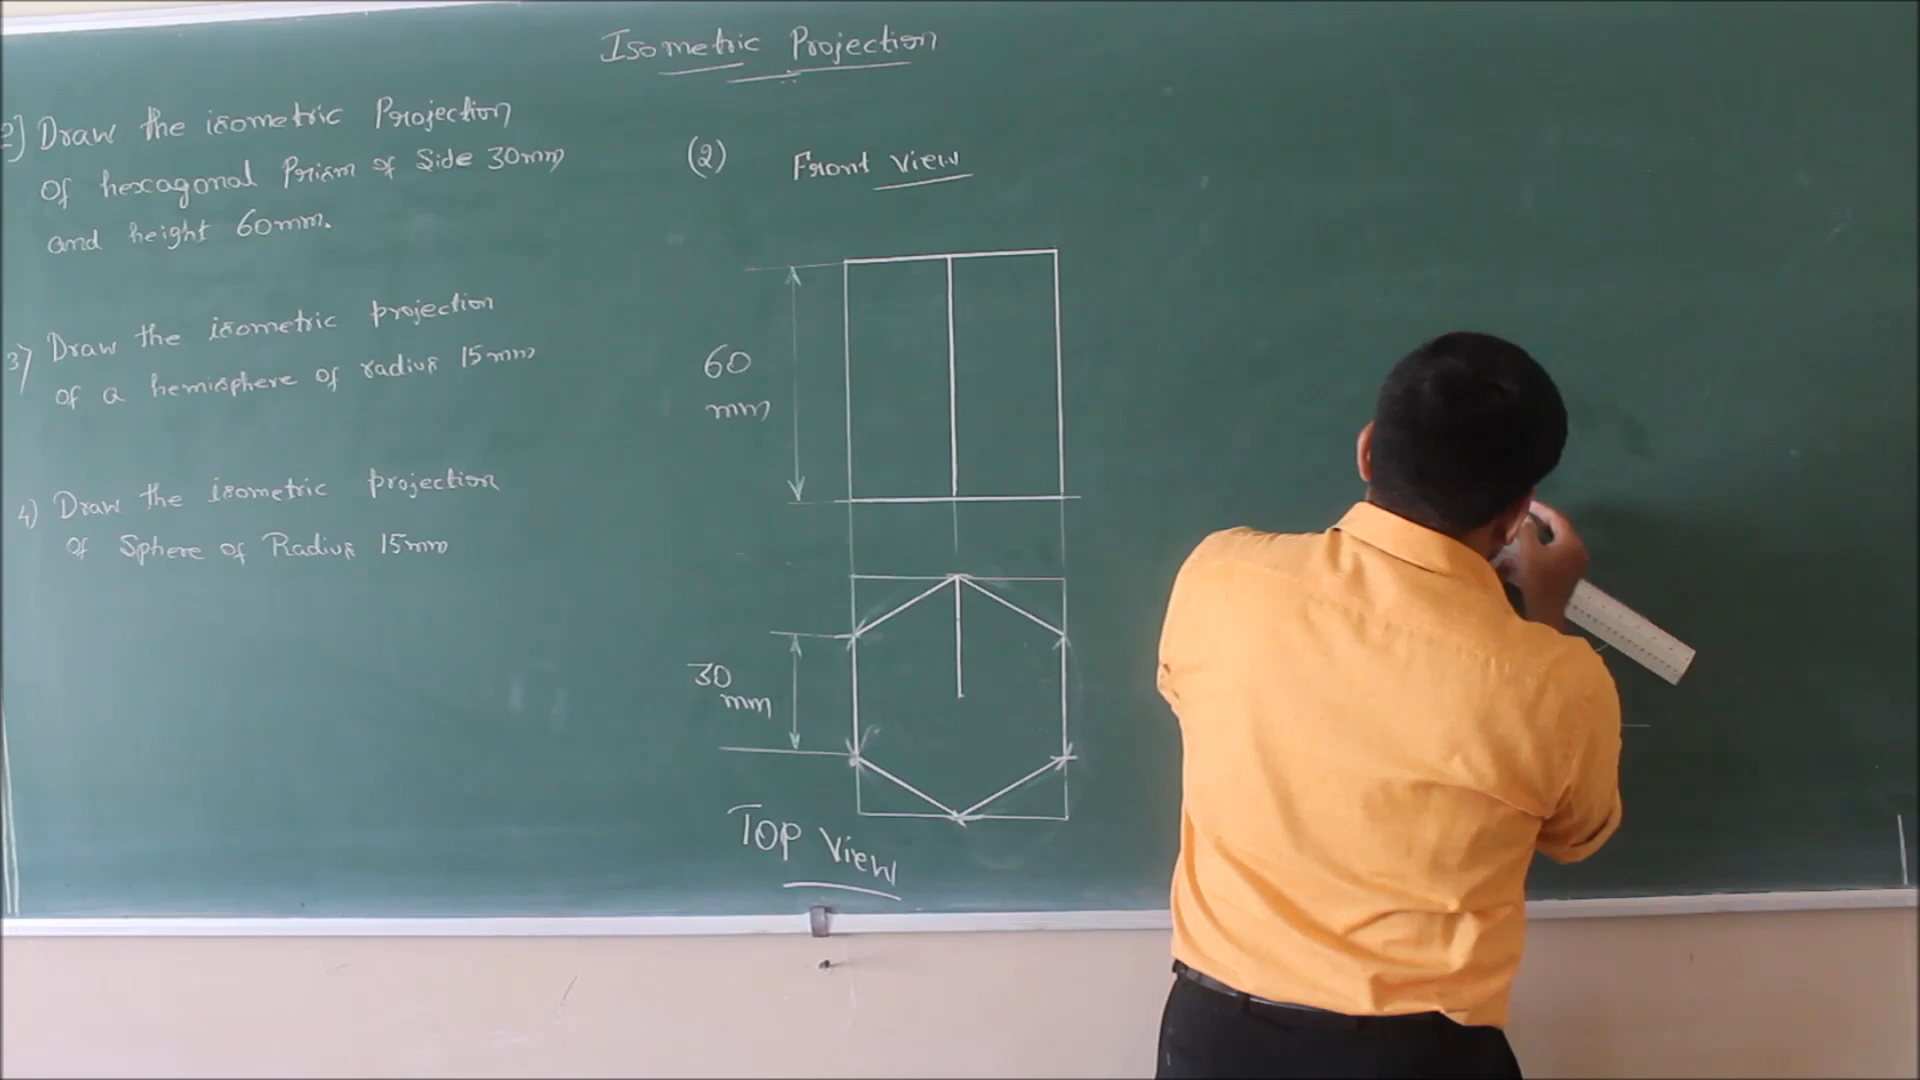 Isometric Projection
2] Draw the isometric Projection
Of hexagonal Prism of Side 30mm
and height 60mm.
3) Draw the isometric projection
of a hemisphere of radius 15mm
4) Draw the isometric projection
of Sphere of Radius 15mm
(2) Front View
60
mm
30
mm
TOP View